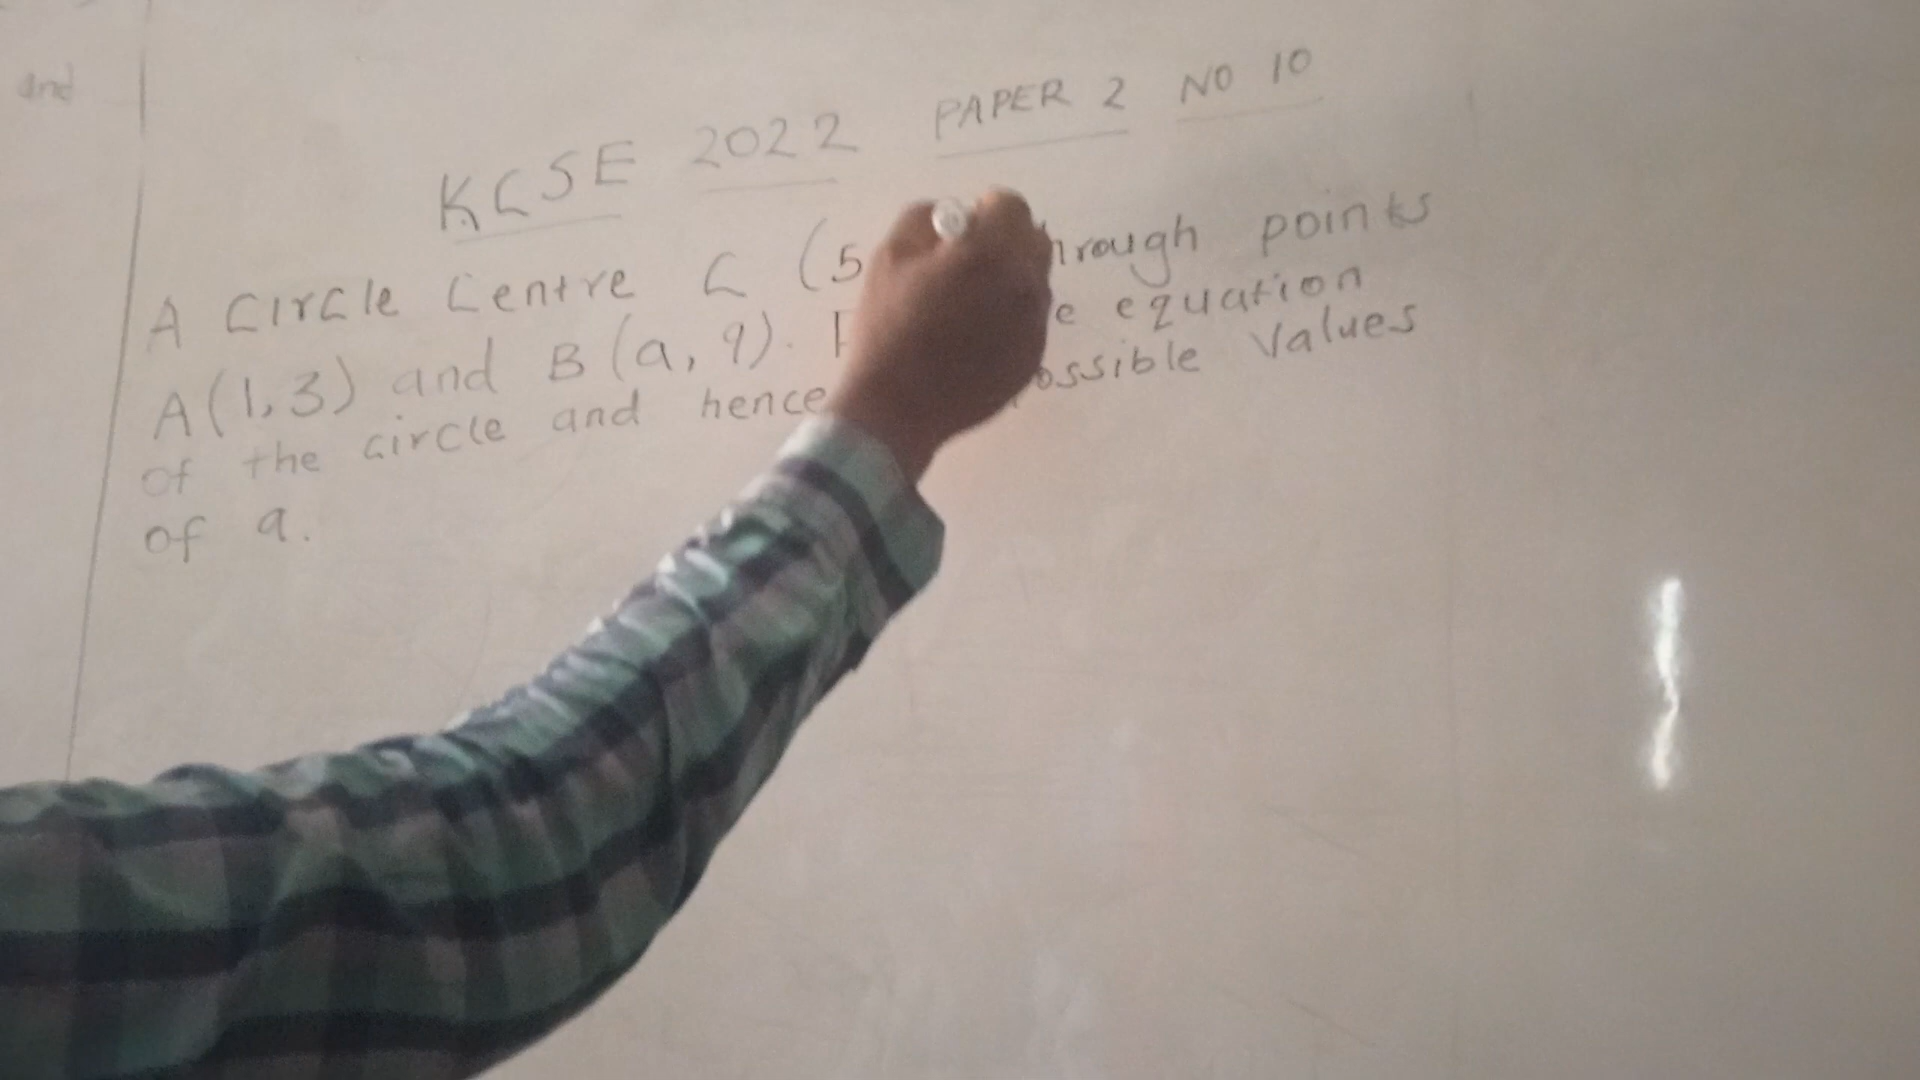 and
KCSE 2022 PAPER 2 NO 10
A Circle Centre C (5 hrough points
A(1,3) and B(a,9). F e equation
of the circle and hence ossible values
of a.